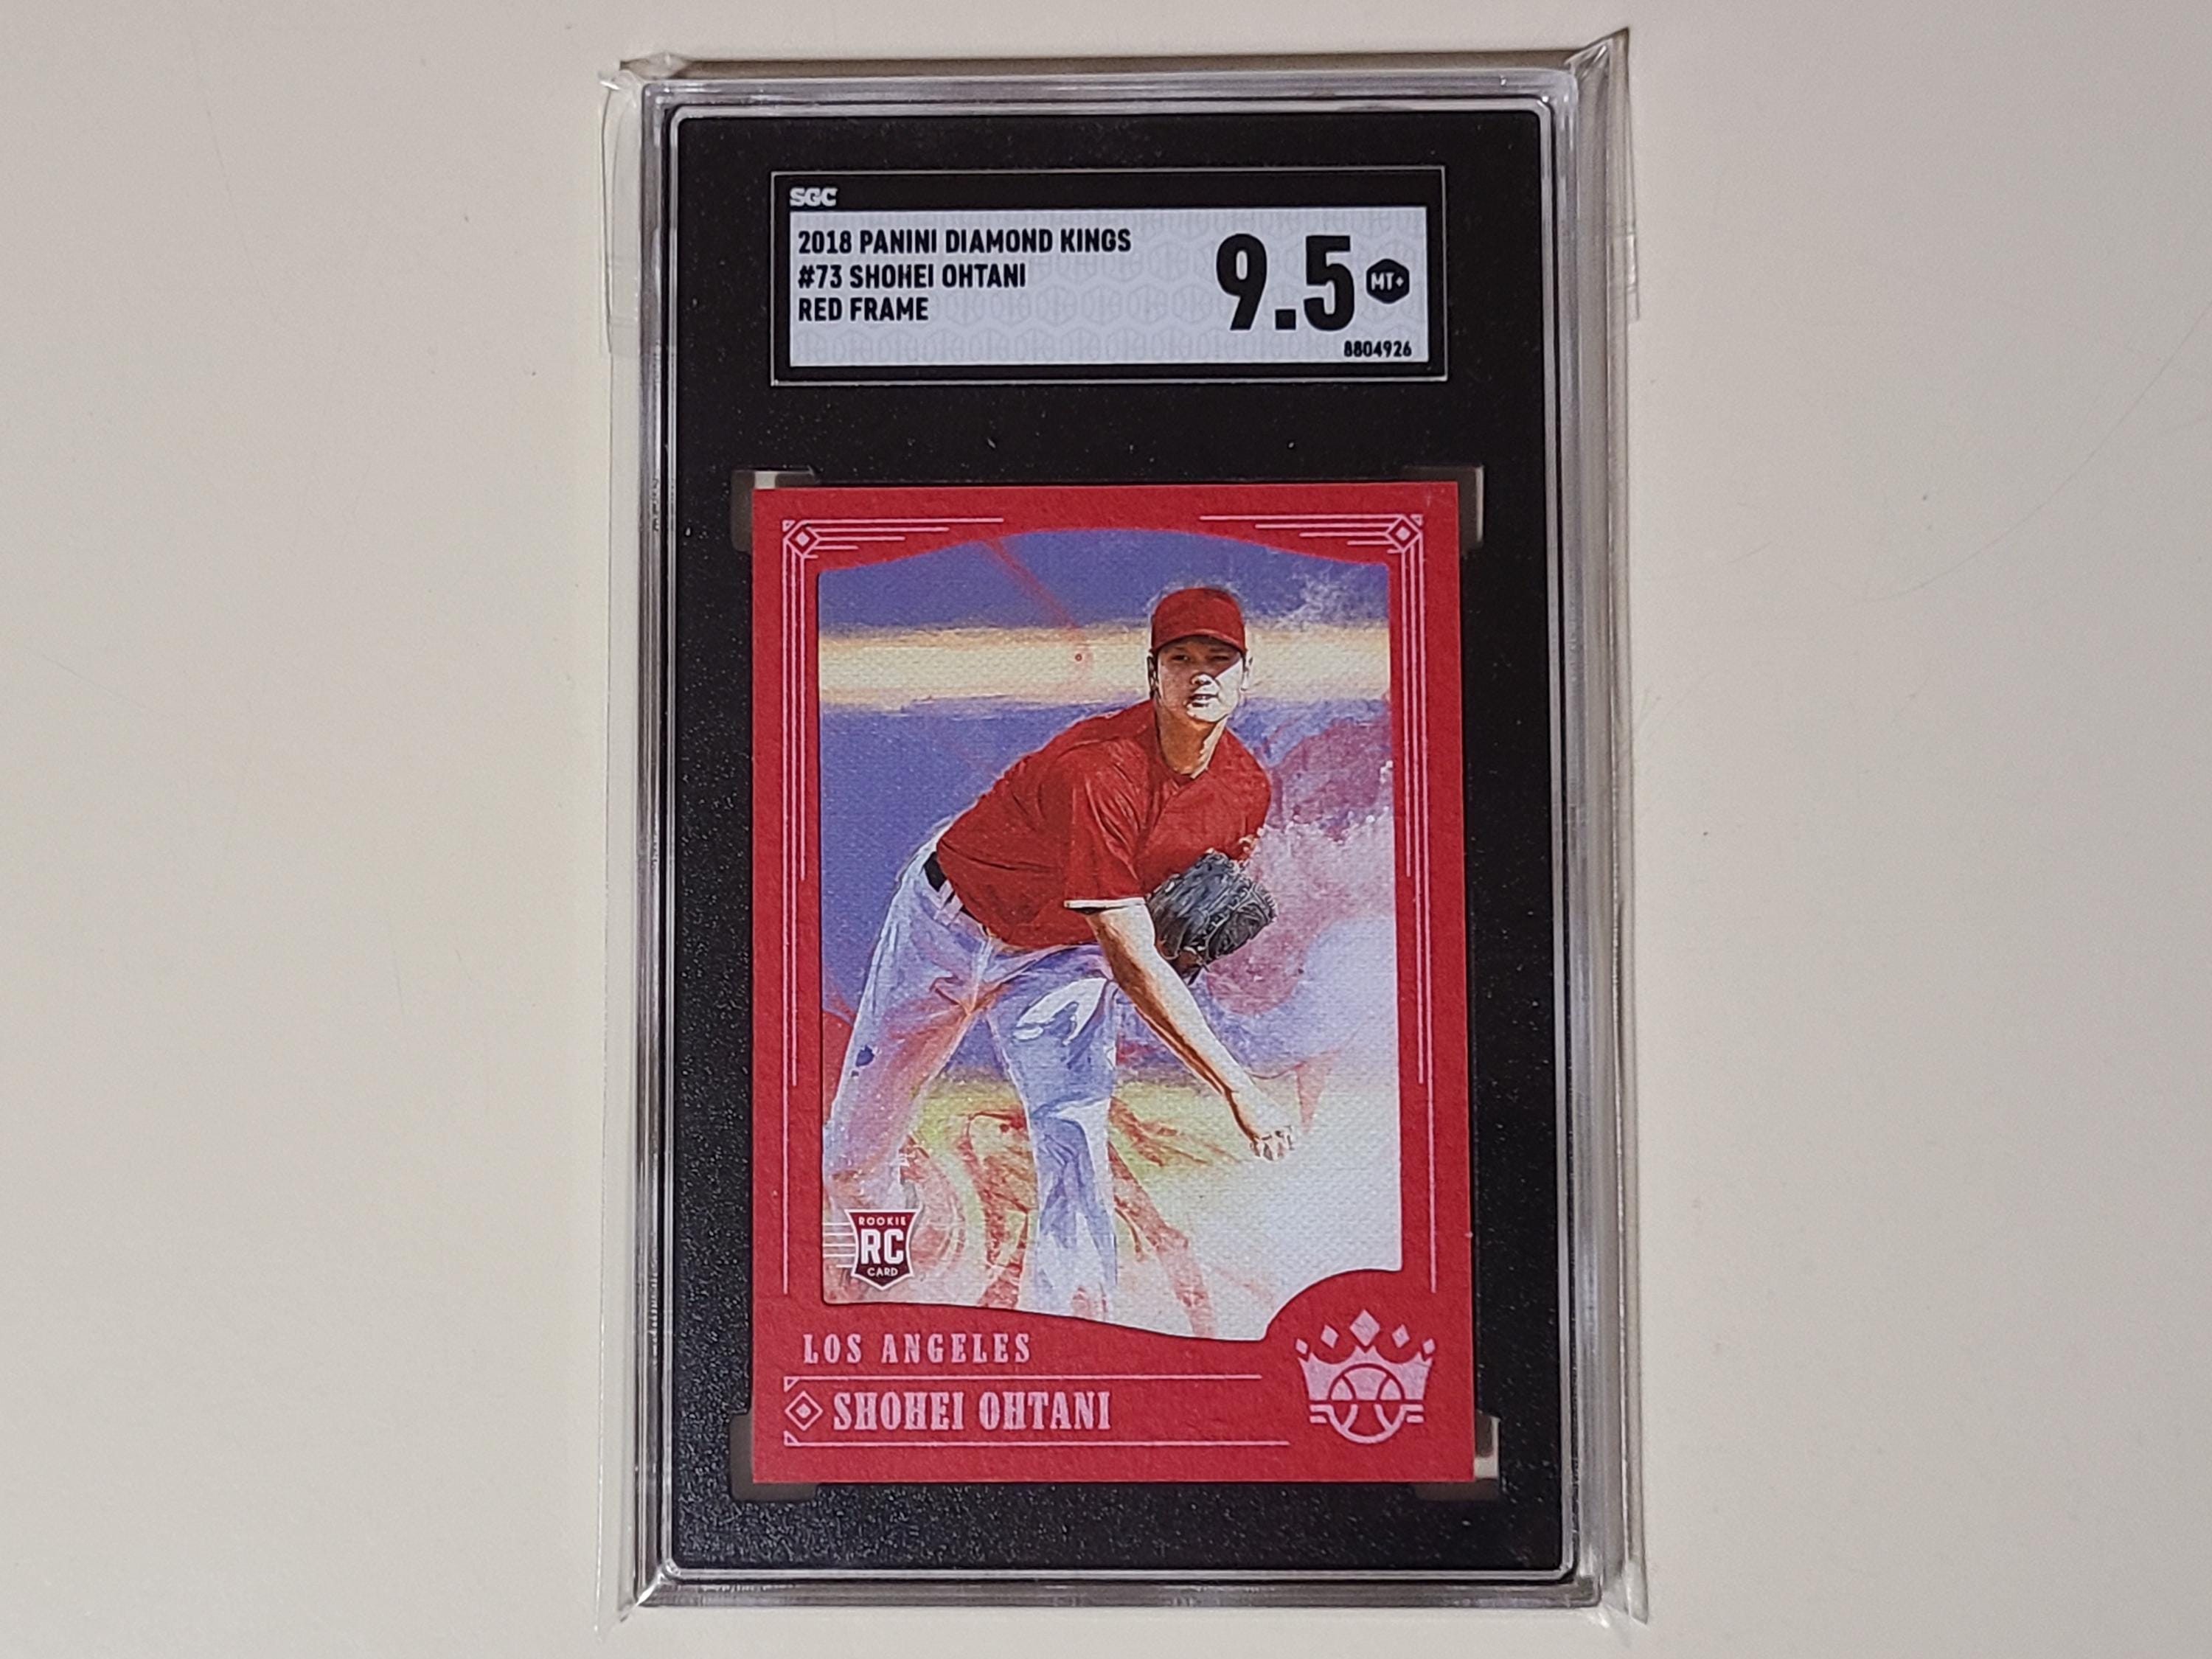 SGC
2018 PANINI DIAMOND KINGS
#73 SHOHEI OHTANI
RED FRAME
9.5 MT+
8804926
ROOKIE
RC
CARD
LOS ANGELES
SHOHEI OHTANI